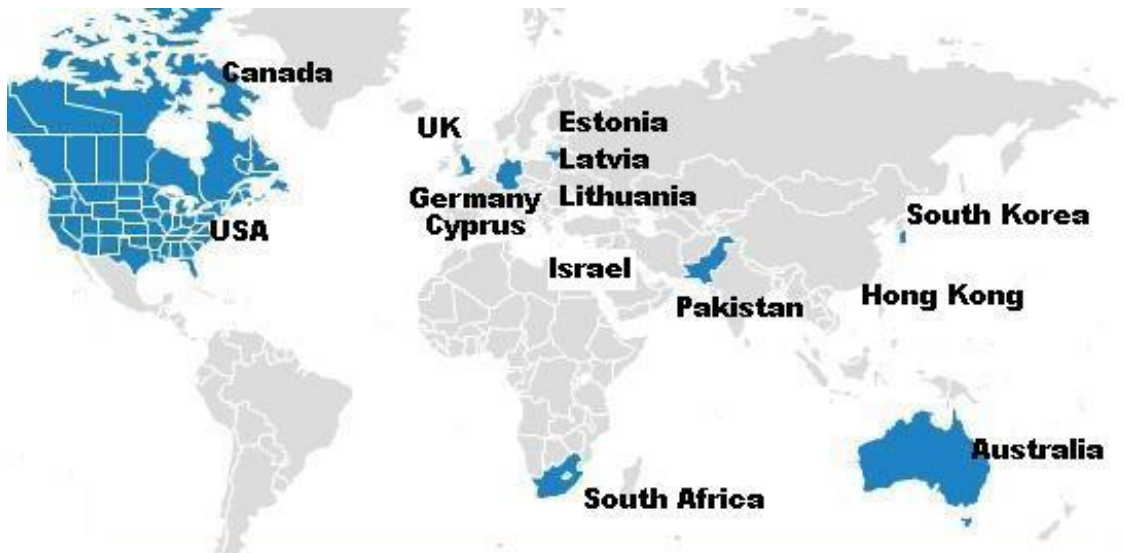 Canada
UK
Estonia
Latvia
Germany
Lithuania
Cyprus
USA
South Korea
Israel
Pakistan
Hong Kong
Australia
South Africa